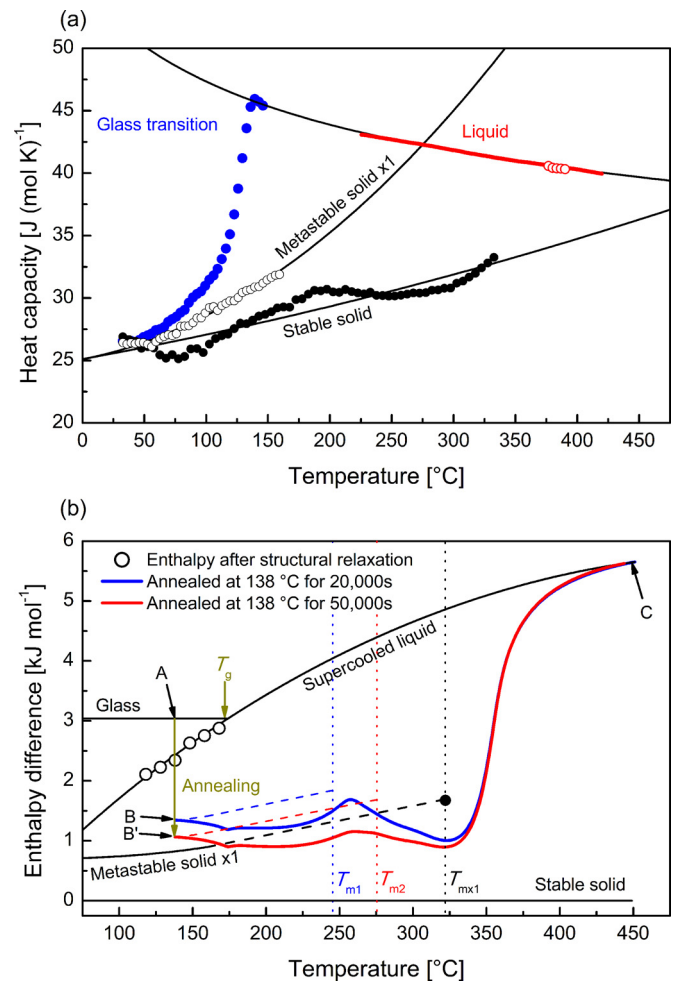 (a)
50
45
40
35
30
25
20
Heat capacity [J (mol K)⁻¹]
Glass transition
Liquid
Metastable solid x1
Stable solid
0 50 100 150 200 250 300 350 400 450
Temperature [°C]
(b)
6
5
4
3
2
1
0
Enthalpy difference [kJ mol⁻¹]
Enthalpy after structural relaxation
Annealed at 138 °C for 20,000s
Annealed at 138 °C for 50,000s
C
A
Tg
Supercooled liquid
Glass
Annealing
B
B'
Metastable solid x1
Tm1
Tm2
Tmx1
Stable solid
100 150 200 250 300 350 400 450
Temperature [°C]